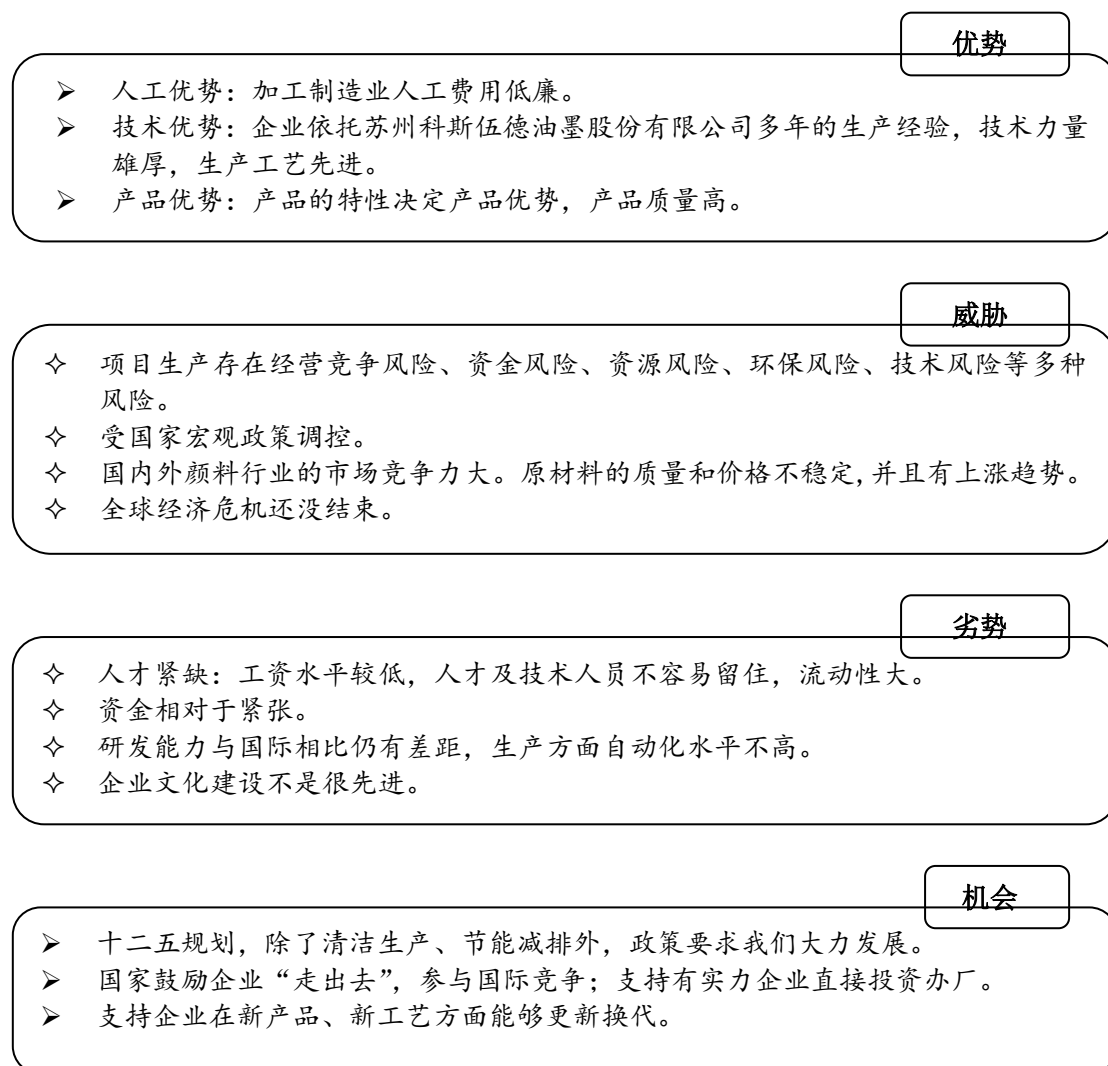 优势
➢ 人工优势：加工制造业人工费用低廉。
➢ 技术优势：企业依托苏州科斯伍德油墨股份有限公司多年的生产经验，技术力量
雄厚，生产工艺先进。
➢ 产品优势：产品的特性决定产品优势，产品质量高。
威胁
✧ 项目生产存在经营竞争风险、资金风险、资源风险、环保风险、技术风险等多种
风险。
✧ 受国家宏观政策调控。
✧ 国内外颜料行业的市场竞争力大。原材料的质量和价格不稳定,并且有上涨趋势。
✧ 全球经济危机还没结束。
劣势
✧ 人才紧缺：工资水平较低，人才及技术人员不容易留住，流动性大。
✧ 资金相对于紧张。
✧ 研发能力与国际相比仍有差距，生产方面自动化水平不高。
✧ 企业文化建设不是很先进。
机会
➢ 十二五规划，除了清洁生产、节能减排外，政策要求我们大力发展。
➢ 国家鼓励企业“走出去”，参与国际竞争；支持有实力企业直接投资办厂。
➢ 支持企业在新产品、新工艺方面能够更新换代。